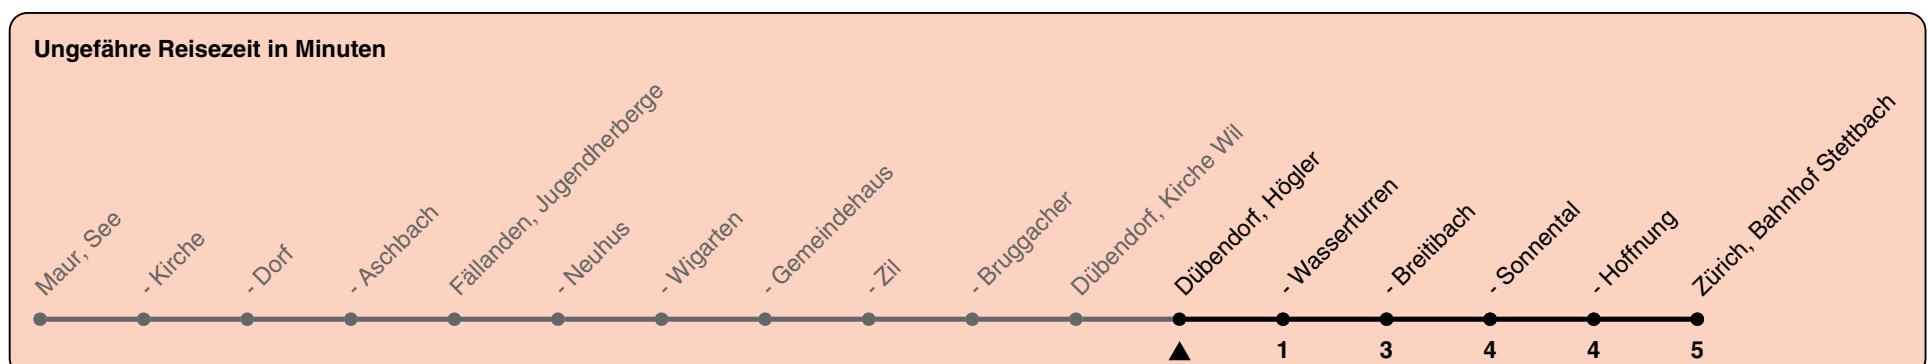 Ungefähre Reisezeit in Minuten
Maur, See
- Kirche
- Dorf
- Aschbach
Fällanden, Jugendherberge
- Neuhus
- Wigarten
- Gemeindehaus
- Zil
- Bruggacher
Dübendorf, Kirche Wil
Dübendorf, Högler
- Wasserfurren
- Breitibach
- Sonnental
- Hoffnung
Zürich, Bahnhof Stettbach
1 3 4 4 5